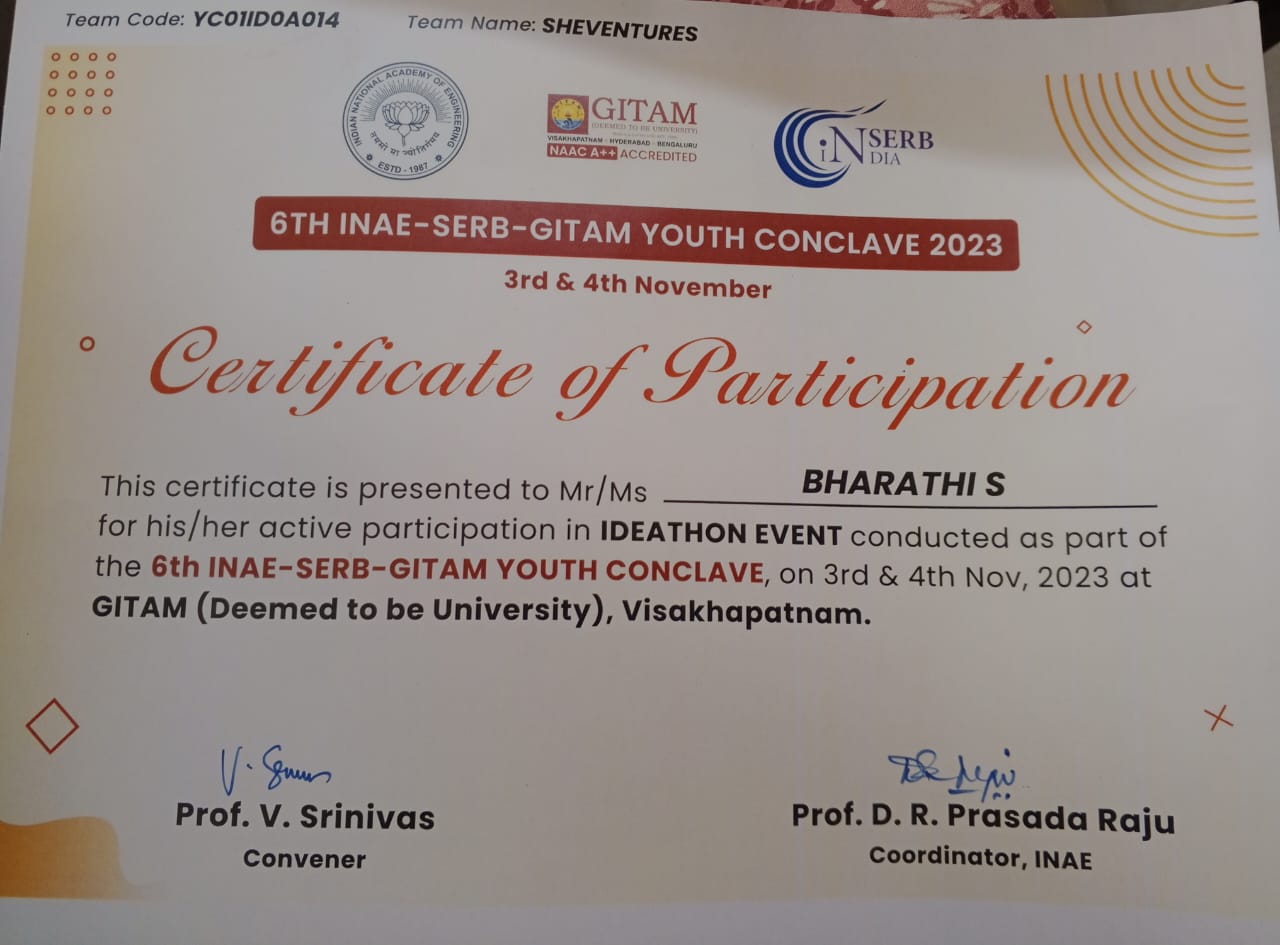 Team Code: YC01ID0A014 Team Name: SHEVENTURES
INDIAN NATIONAL ACADEMY OF ENGINEERING
तमसो मा ज्योतिर्गमय
ESTD - 1987
GITAM
(DEEMED TO BE UNIVERSITY)
VISAKHAPATNAM - HYDERABAD - BENGALURU
NAAC A++ ACCREDITED
iN SERB
DIA
6TH INAE-SERB-GITAM YOUTH CONCLAVE 2023
3rd & 4th November
Certificate of Participation
This certificate is presented to Mr/Ms BHARATHI S
for his/her active participation in IDEATHON EVENT conducted as part of
the 6th INAE-SERB-GITAM YOUTH CONCLAVE, on 3rd & 4th Nov, 2023 at
GITAM (Deemed to be University), Visakhapatnam.
Prof. V. Srinivas
Convener
Prof. D. R. Prasada Raju
Coordinator, INAE